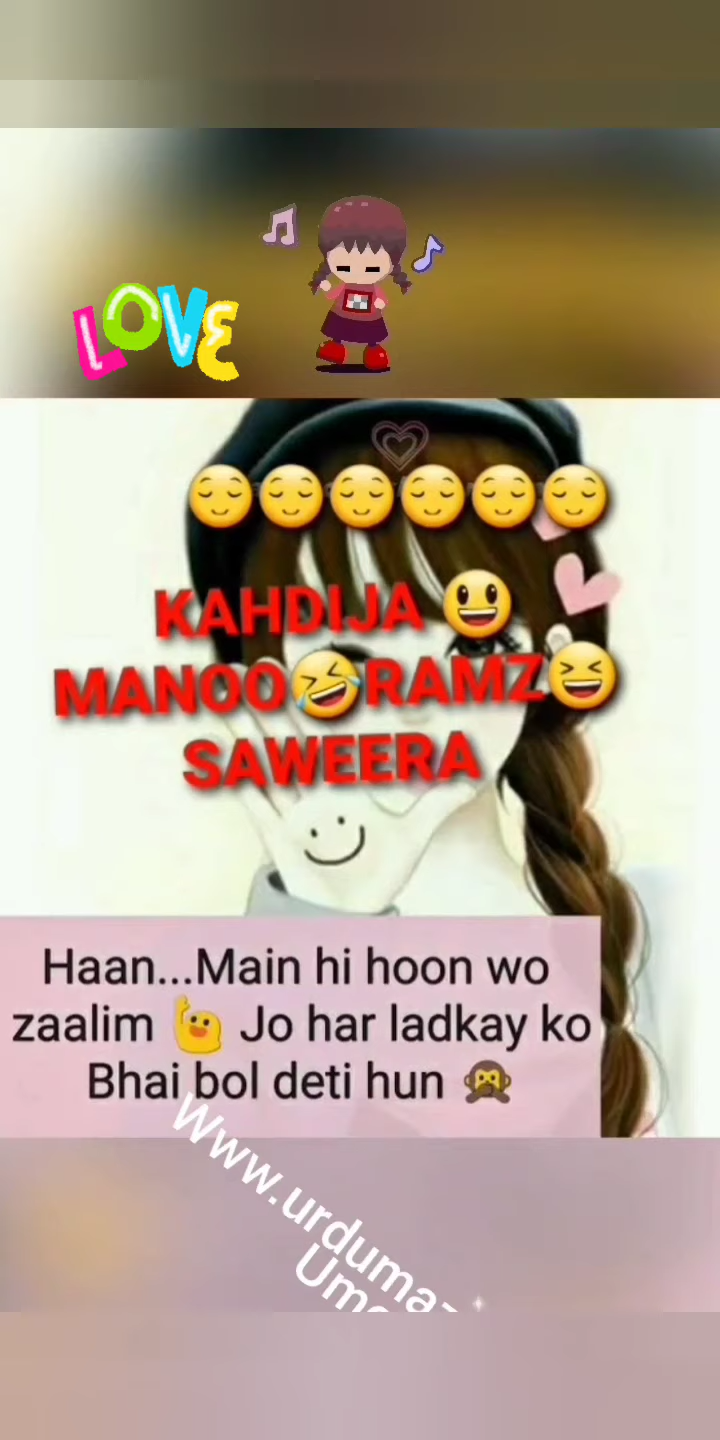 LOVE
KAHDIJA 😃
MANOO🤣RAMZ😆
SAWEERA
Haan...Main hi hoon wo
zaalim 🙋 Jo har ladkay ko
Bhai bol deti hun 🙊
Www.urduma